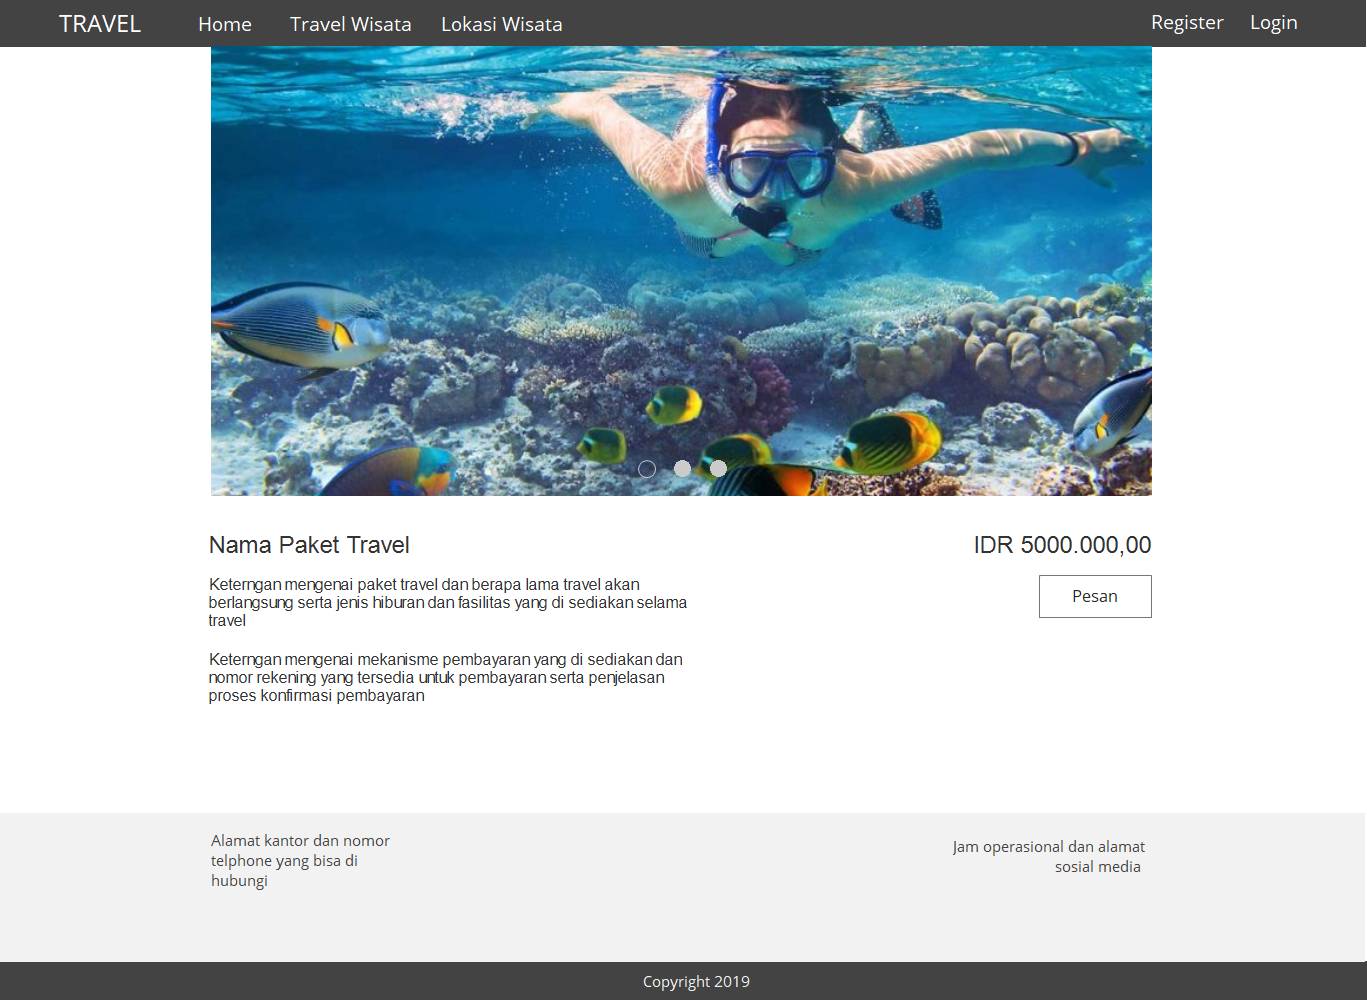 TRAVEL Home Travel Wisata Lokasi Wisata Register Login
Nama Paket Travel
IDR 5000.000,00
Keterngan mengenai paket travel dan berapa lama travel akan
berlangsung serta jenis hiburan dan fasilitas yang di sediakan selama
travel
Pesan
Keterngan mengenai mekanisme pembayaran yang di sediakan dan
nomor rekening yang tersedia untuk pembayaran serta penjelasan
proses konfirmasi pembayaran
Alamat kantor dan nomor
telphone yang bisa di
hubungi
Jam operasional dan alamat
sosial media
Copyright 2019